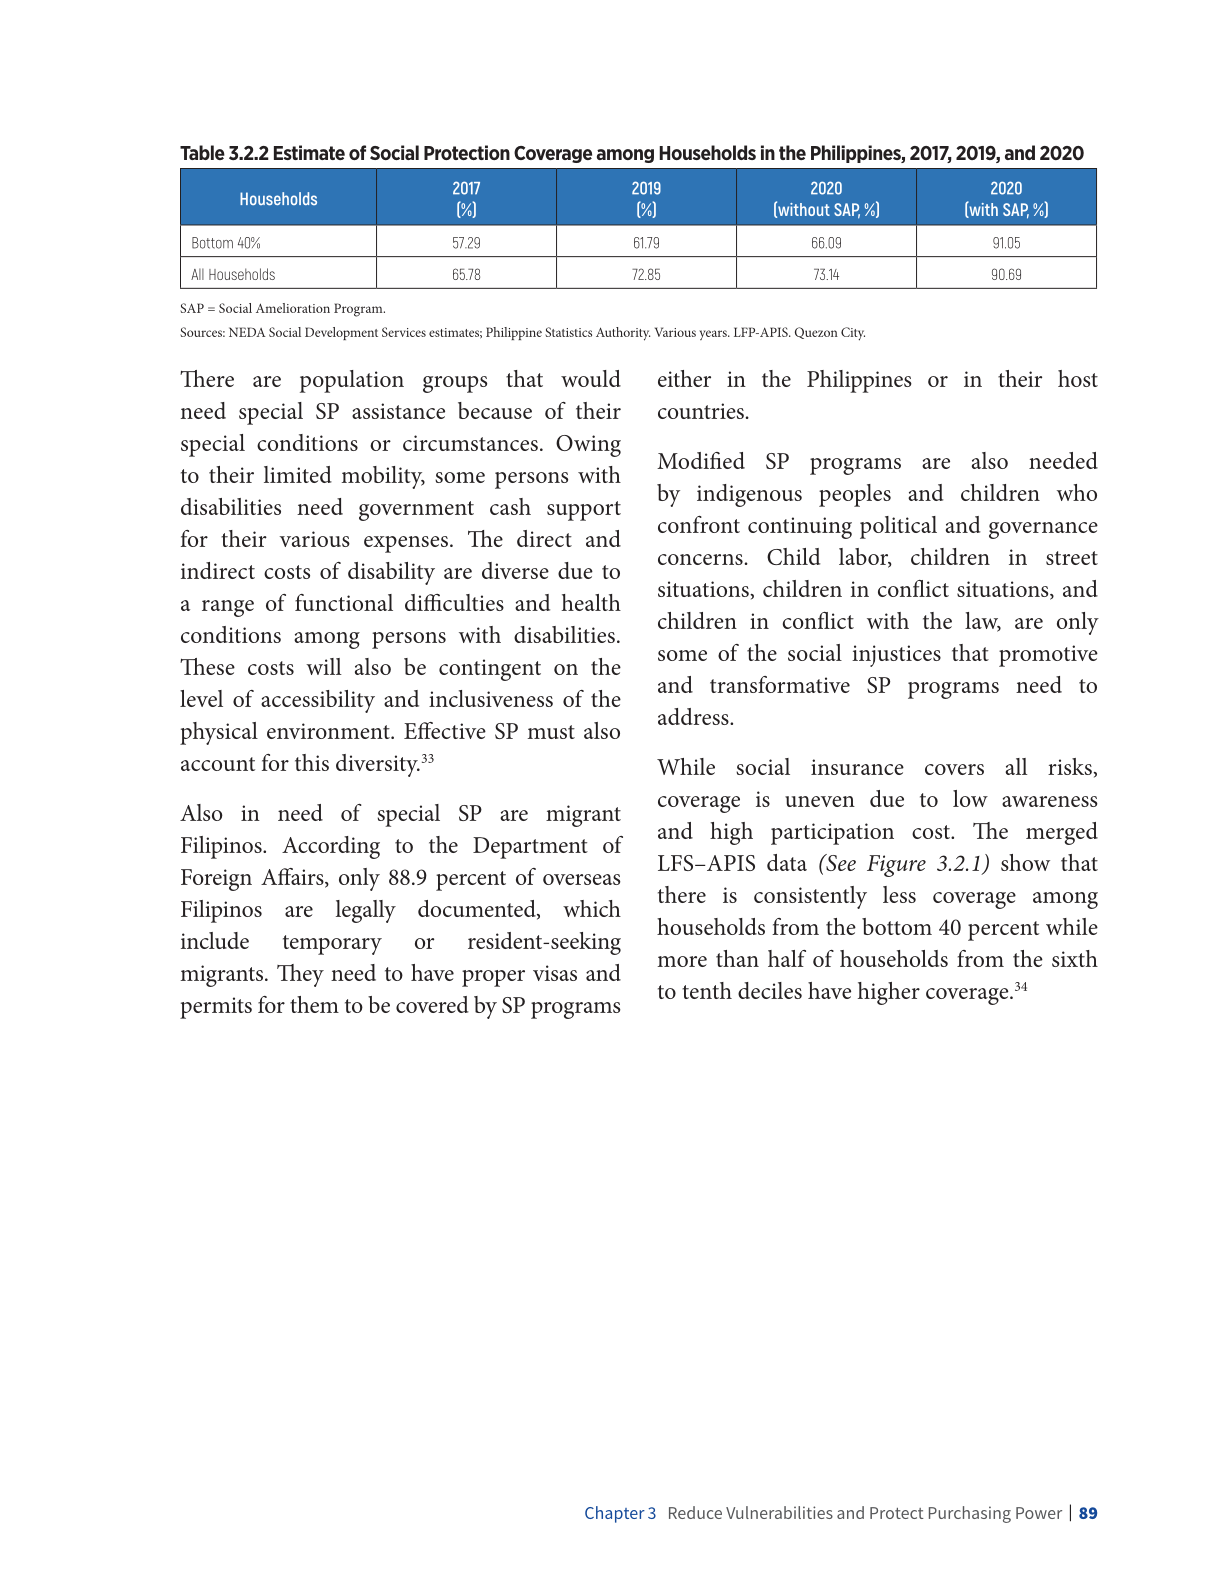 Table 3.2.2 Estimate of Social Protection Coverage among Households in the Philippines, 2017, 2019, and 2020
Households 2017 (%) 2019 (%) 2020 (without SAP, %) 2020 (with SAP, %)
Bottom 40% 57.29 61.79 66.09 91.05
All Households 65.78 72.85 73.14 90.69
SAP = Social Amelioration Program.
Sources: NEDA Social Development Services estimates; Philippine Statistics Authority. Various years. LFP-APIS. Quezon City.
There are population groups that would
need special SP assistance because of their
special conditions or circumstances. Owing
to their limited mobility, some persons with
disabilities need government cash support
for their various expenses. The direct and
indirect costs of disability are diverse due to
a range of functional difficulties and health
conditions among persons with disabilities.
These costs will also be contingent on the
level of accessibility and inclusiveness of the
physical environment. Effective SP must also
account for this diversity.33
Also in need of special SP are migrant
Filipinos. According to the Department of
Foreign Affairs, only 88.9 percent of overseas
Filipinos are legally documented, which
include temporary or resident-seeking
migrants. They need to have proper visas and
permits for them to be covered by SP programs
either in the Philippines or in their host
countries.
Modified SP programs are also needed
by indigenous peoples and children who
confront continuing political and governance
concerns. Child labor, children in street
situations, children in conflict situations, and
children in conflict with the law, are only
some of the social injustices that promotive
and transformative SP programs need to
address.
While social insurance covers all risks,
coverage is uneven due to low awareness
and high participation cost. The merged
LFS–APIS data (See Figure 3.2.1) show that
there is consistently less coverage among
households from the bottom 40 percent while
more than half of households from the sixth
to tenth deciles have higher coverage.34
Chapter 3 Reduce Vulnerabilities and Protect Purchasing Power | 89